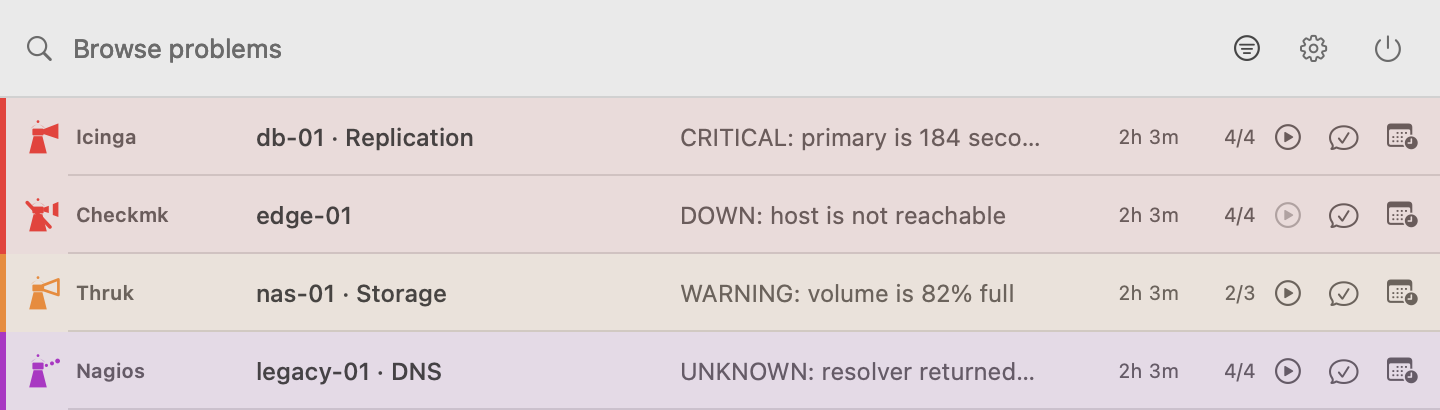 Browse problems
Icinga db-01 · Replication CRITICAL: primary is 184 seco... 2h 3m 4/4
Checkmk edge-01 DOWN: host is not reachable 2h 3m 4/4
Thruk nas-01 · Storage WARNING: volume is 82% full 2h 3m 2/3
Nagios legacy-01 · DNS UNKNOWN: resolver returned... 2h 3m 4/4